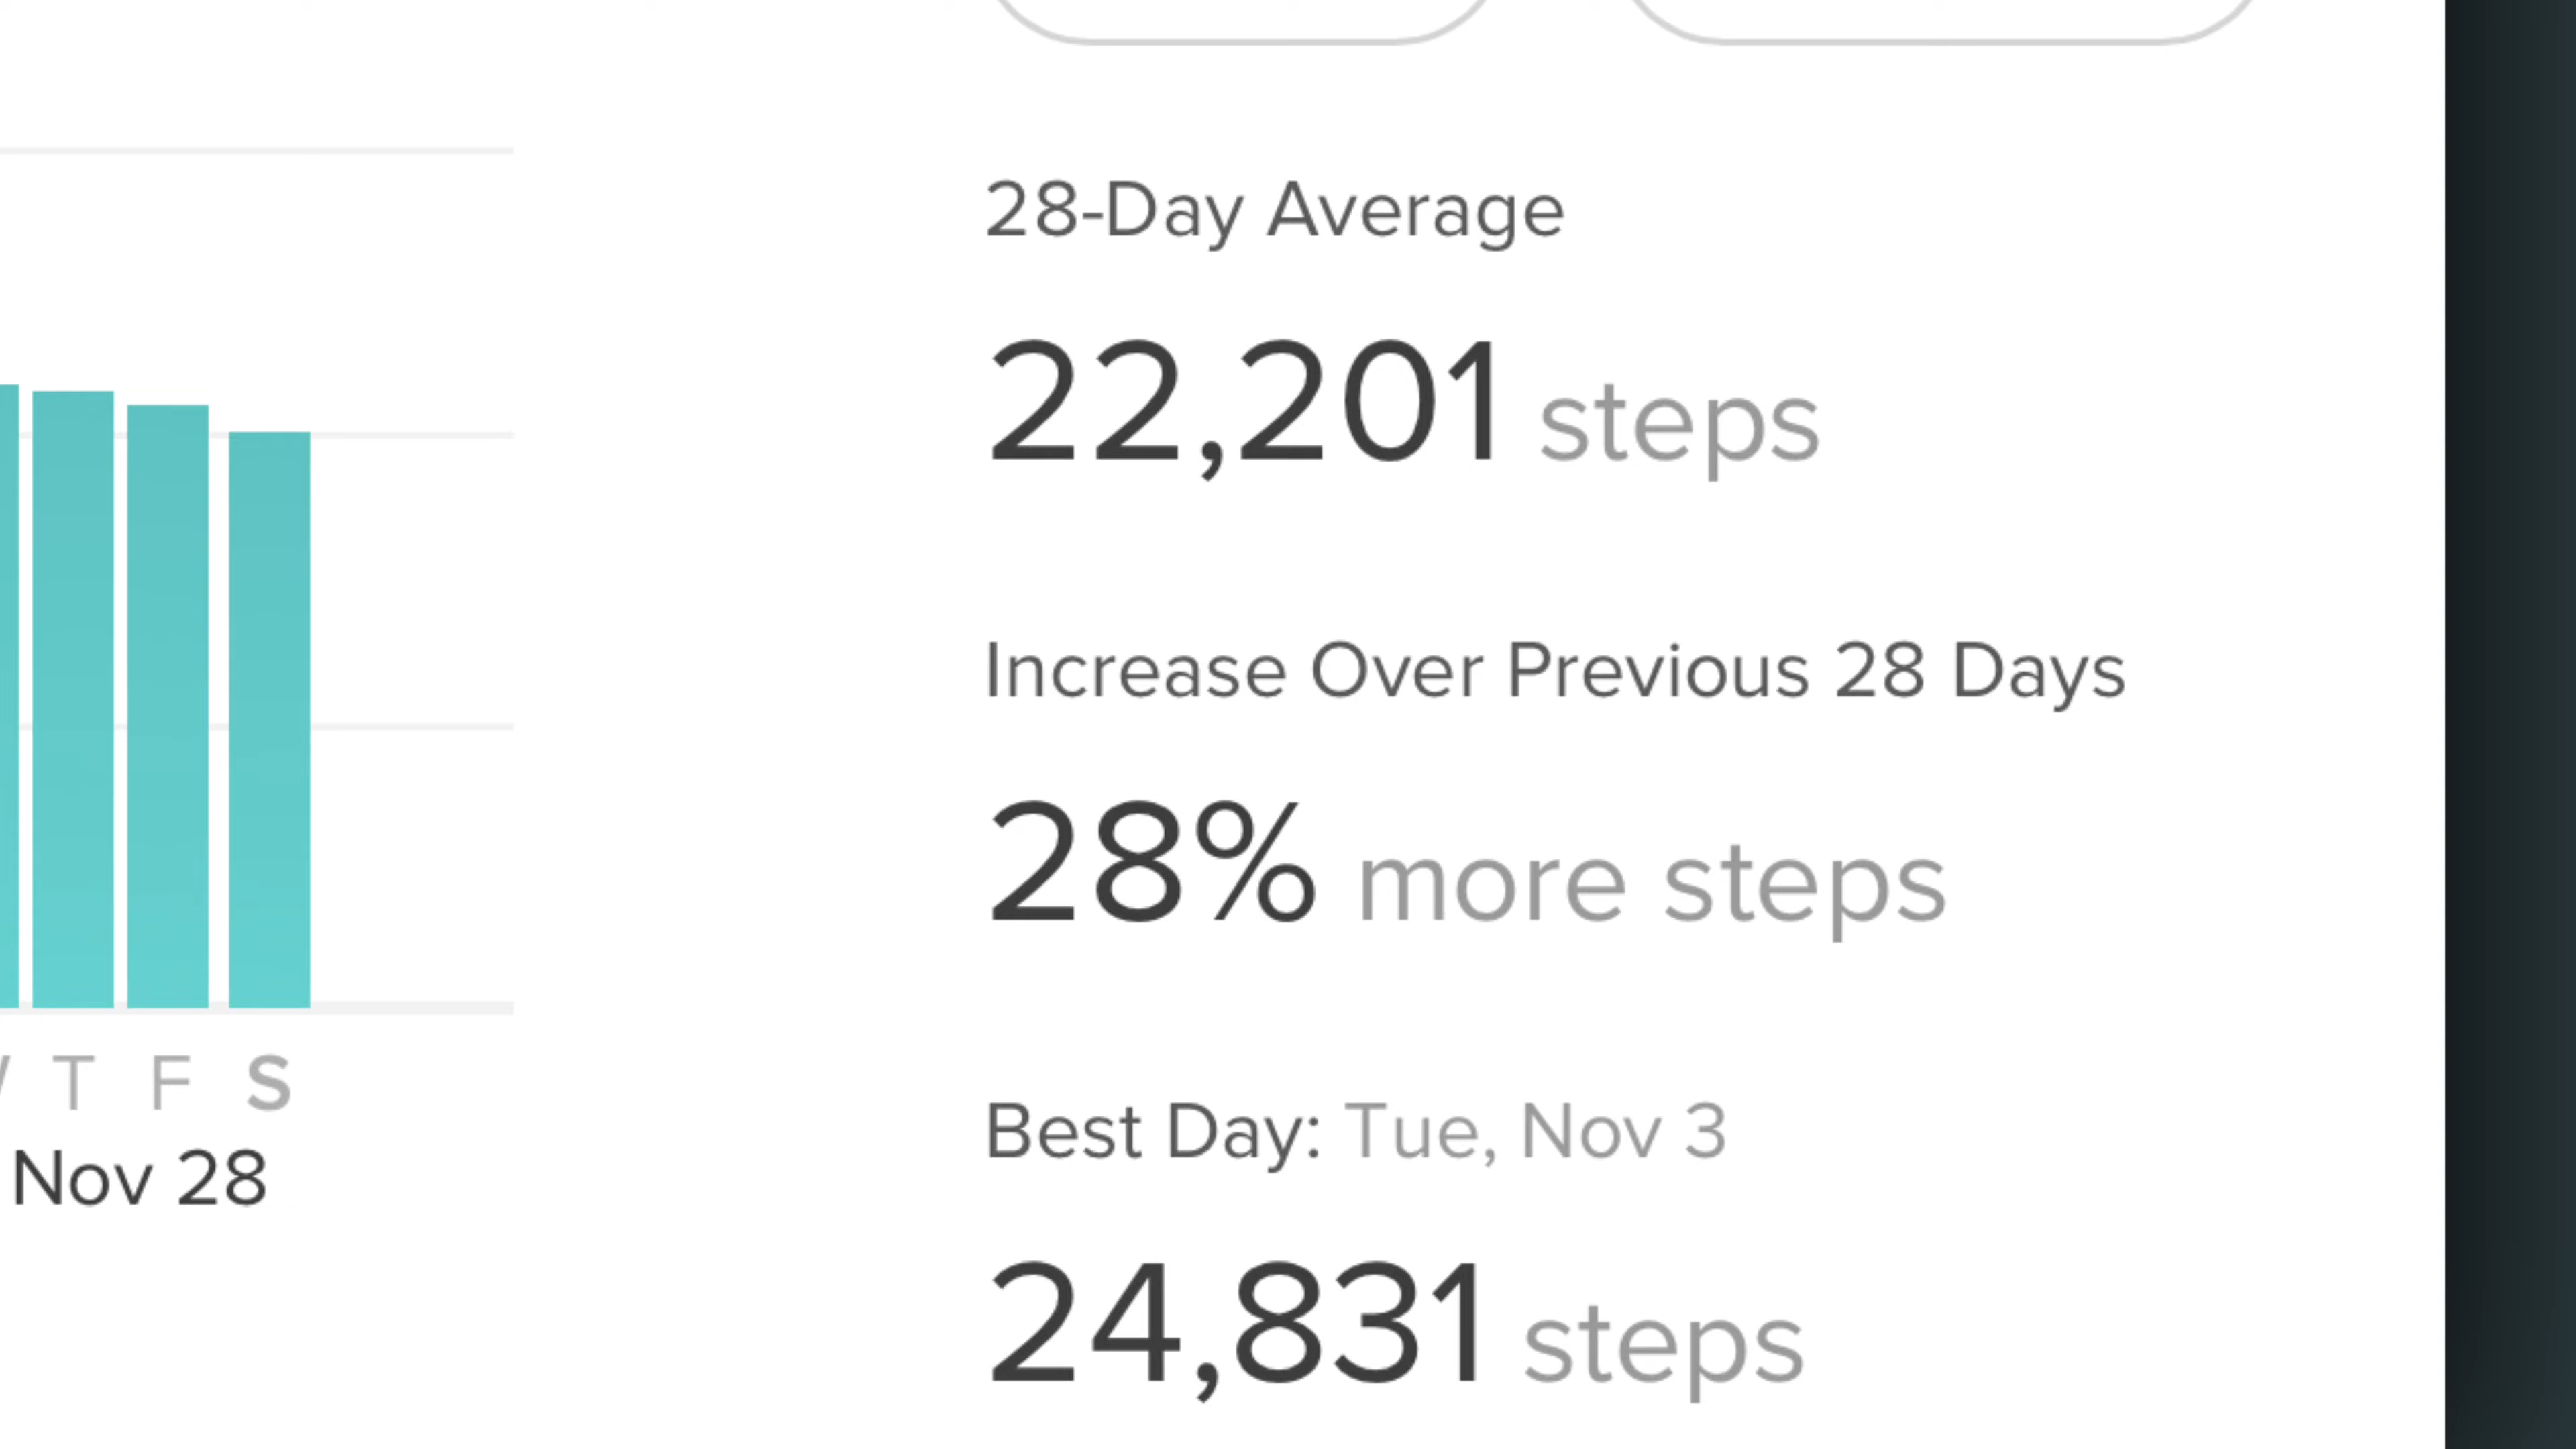 28-Day Average
22,201 steps
Increase Over Previous 28 Days
28% more steps
Best Day: Tue, Nov 3
24,831 steps
T F S
Nov 28